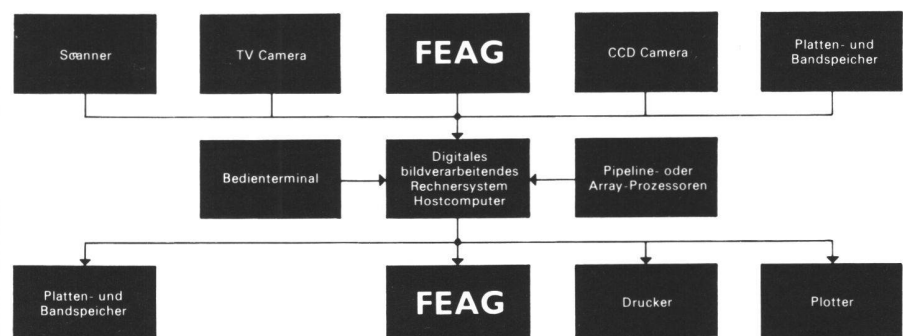 Scanner
TV Camera
FEAG
CCD Camera
Platten- und
Bandspeicher
Bedienterminal
Digitales
bildverarbeitendes
Rechnersystem
Hostcomputer
Pipeline- oder
Array-Prozessoren
Platten- und
Bandspeicher
FEAG
Drucker
Plotter